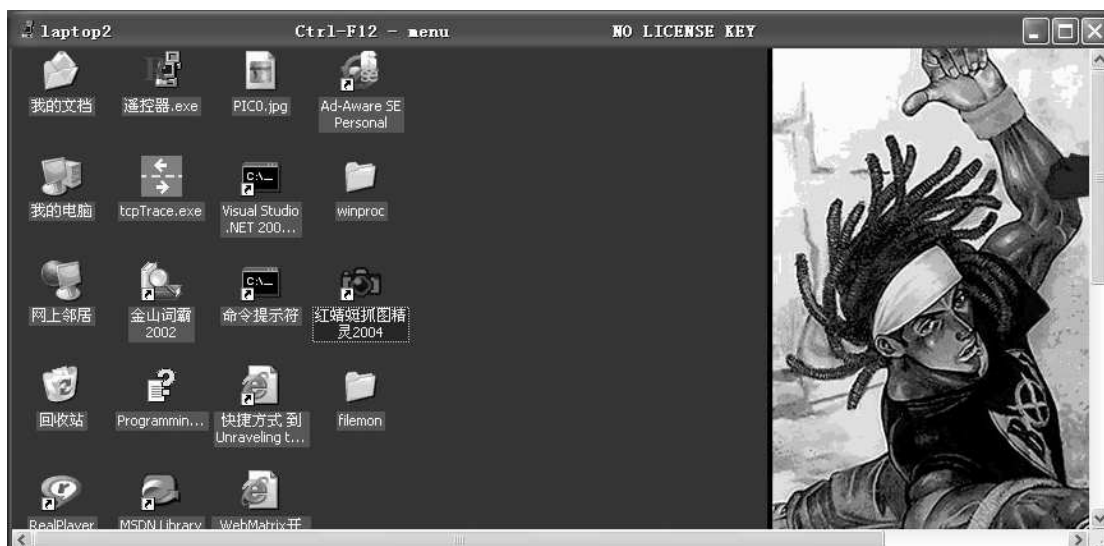 laptop2 Ctrl-F12 - menu NO LICENSE KEY
我的文档 遥控器.exe PIC0.jpg Ad-Aware SE
Personal
我的电脑 tcpTrace.exe Visual Studio winproc
.NET 200...
网上邻居 金山词霸 命令提示符 红蜻蜓抓图精
2002 灵2004
回收站 Programmin... 快捷方式 到 filemon
Unraveling t...
RealPlayer MSDN Library WebMatrix开